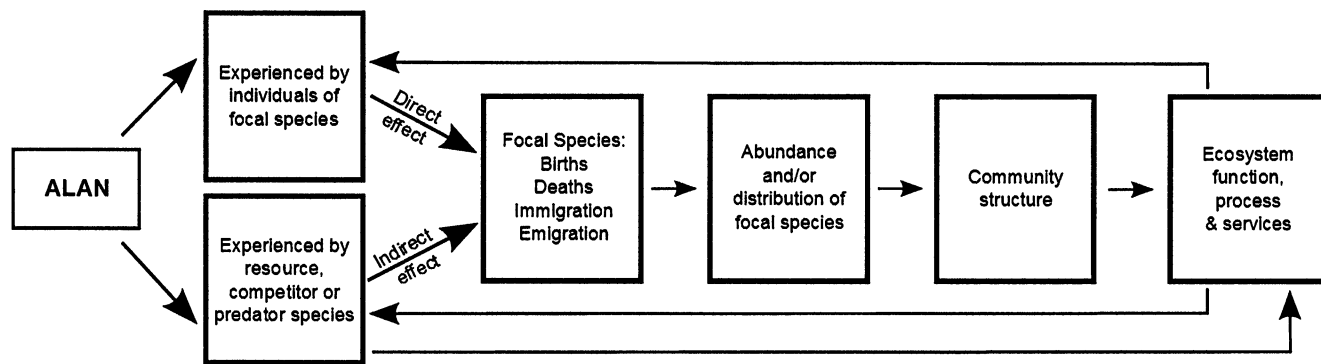 ALAN
Experienced by
individuals of
focal species
Direct
effect
Experienced by
resource,
competitor or
predator species
Indirect
effect
Focal Species:
Births
Deaths
Immigration
Emigration
Abundance
and/or
distribution of
focal species
Community
structure
Ecosystem
function,
process
& services